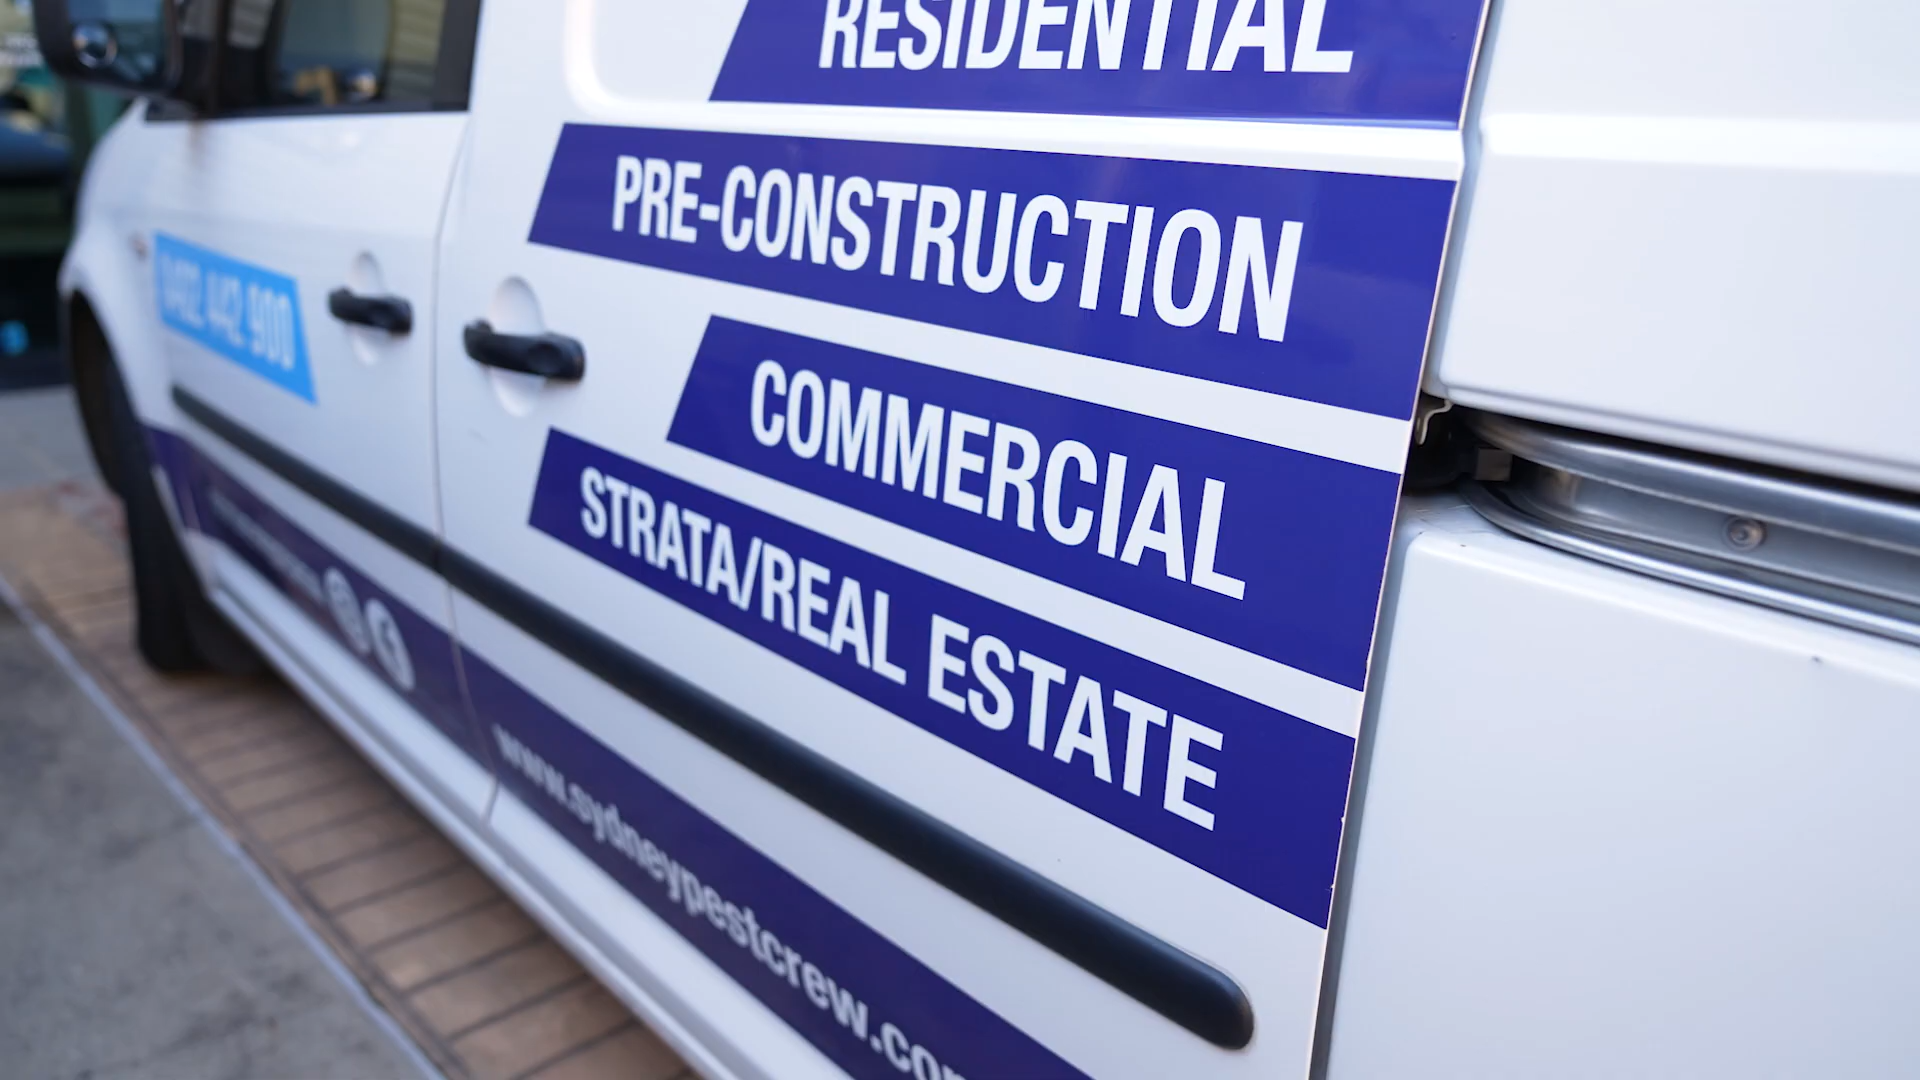 RESIDENTIAL
PRE-CONSTRUCTION
COMMERCIAL
STRATA/REAL ESTATE
0402 442 900
www.sydneypestcrew.com